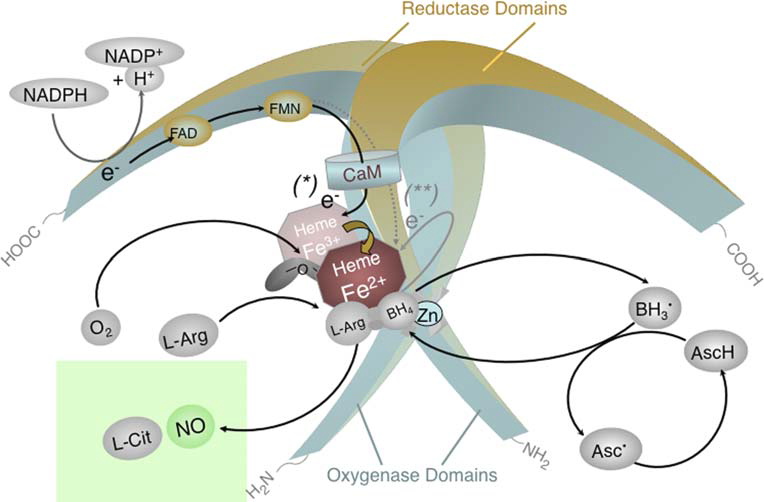 Reductase Domains
NADP⁺
+ H⁺
NADPH
FAD
FMN
e⁻
CaM
(*)
e⁻
(**)
e⁻
HOOC
COOH
Heme
Fe³⁺
–O
Heme
Fe²⁺
O₂
L-Arg
L-Arg
BH₄
Zn
BH₃˙
AscH
Asc˙
L-Cit
NO
H₂N
Oxygenase Domains
NH₂